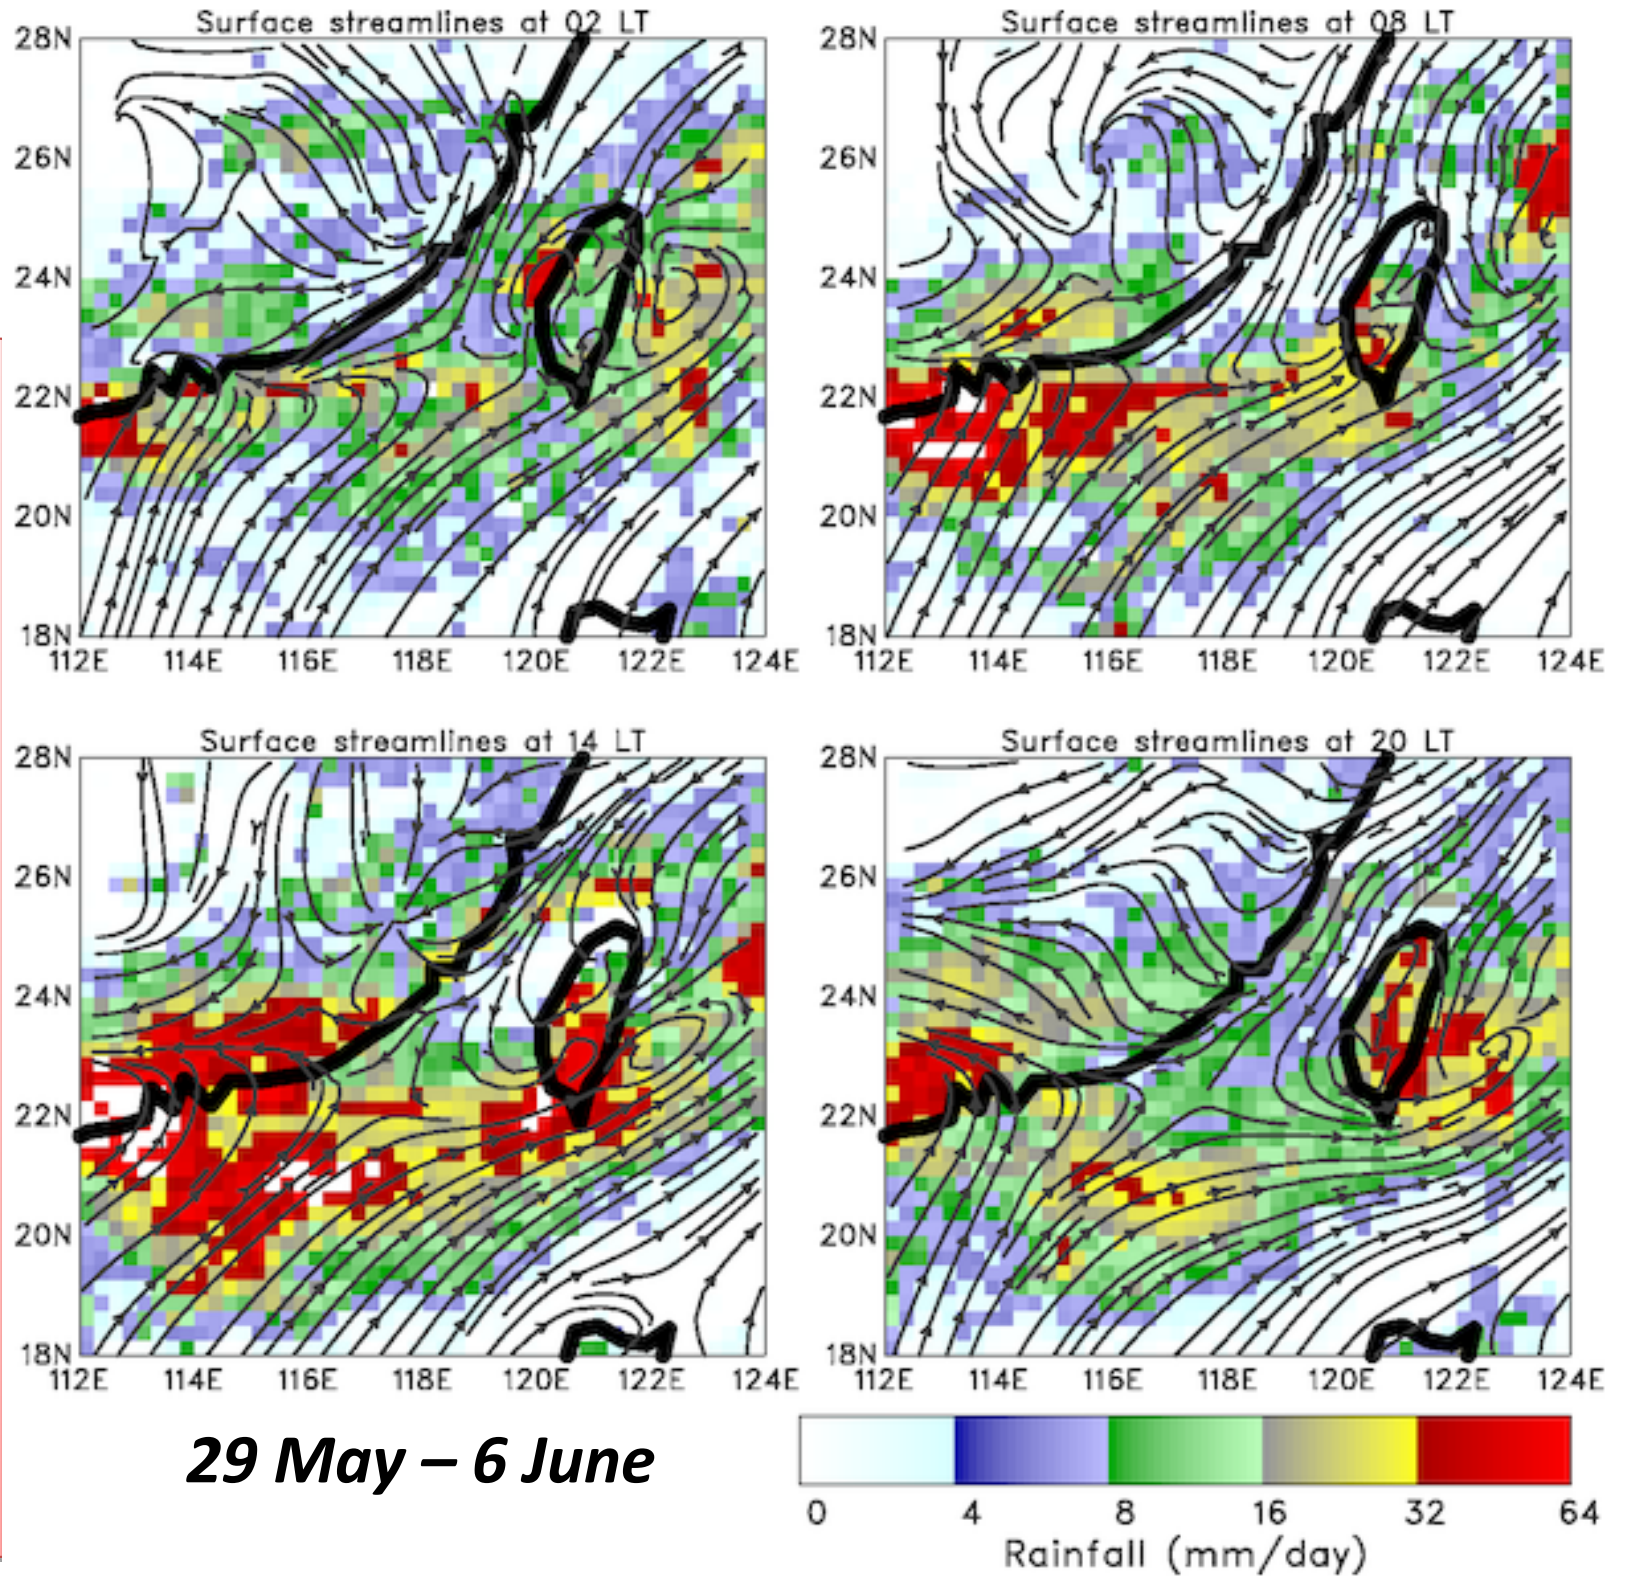 Surface streamlines at 02 LT
28N
26N
24N
22N
20N
18N
112E 114E 116E 118E 120E 122E 124E
Surface streamlines at 08 LT
28N
26N
24N
22N
20N
18N
112E 114E 116E 118E 120E 122E 124E
Surface streamlines at 14 LT
28N
26N
24N
22N
20N
18N
112E 114E 116E 118E 120E 122E 124E
Surface streamlines at 20 LT
28N
26N
24N
22N
20N
18N
112E 114E 116E 118E 120E 122E 124E
29 May – 6 June
0 4 8 16 32 64
Rainfall (mm/day)